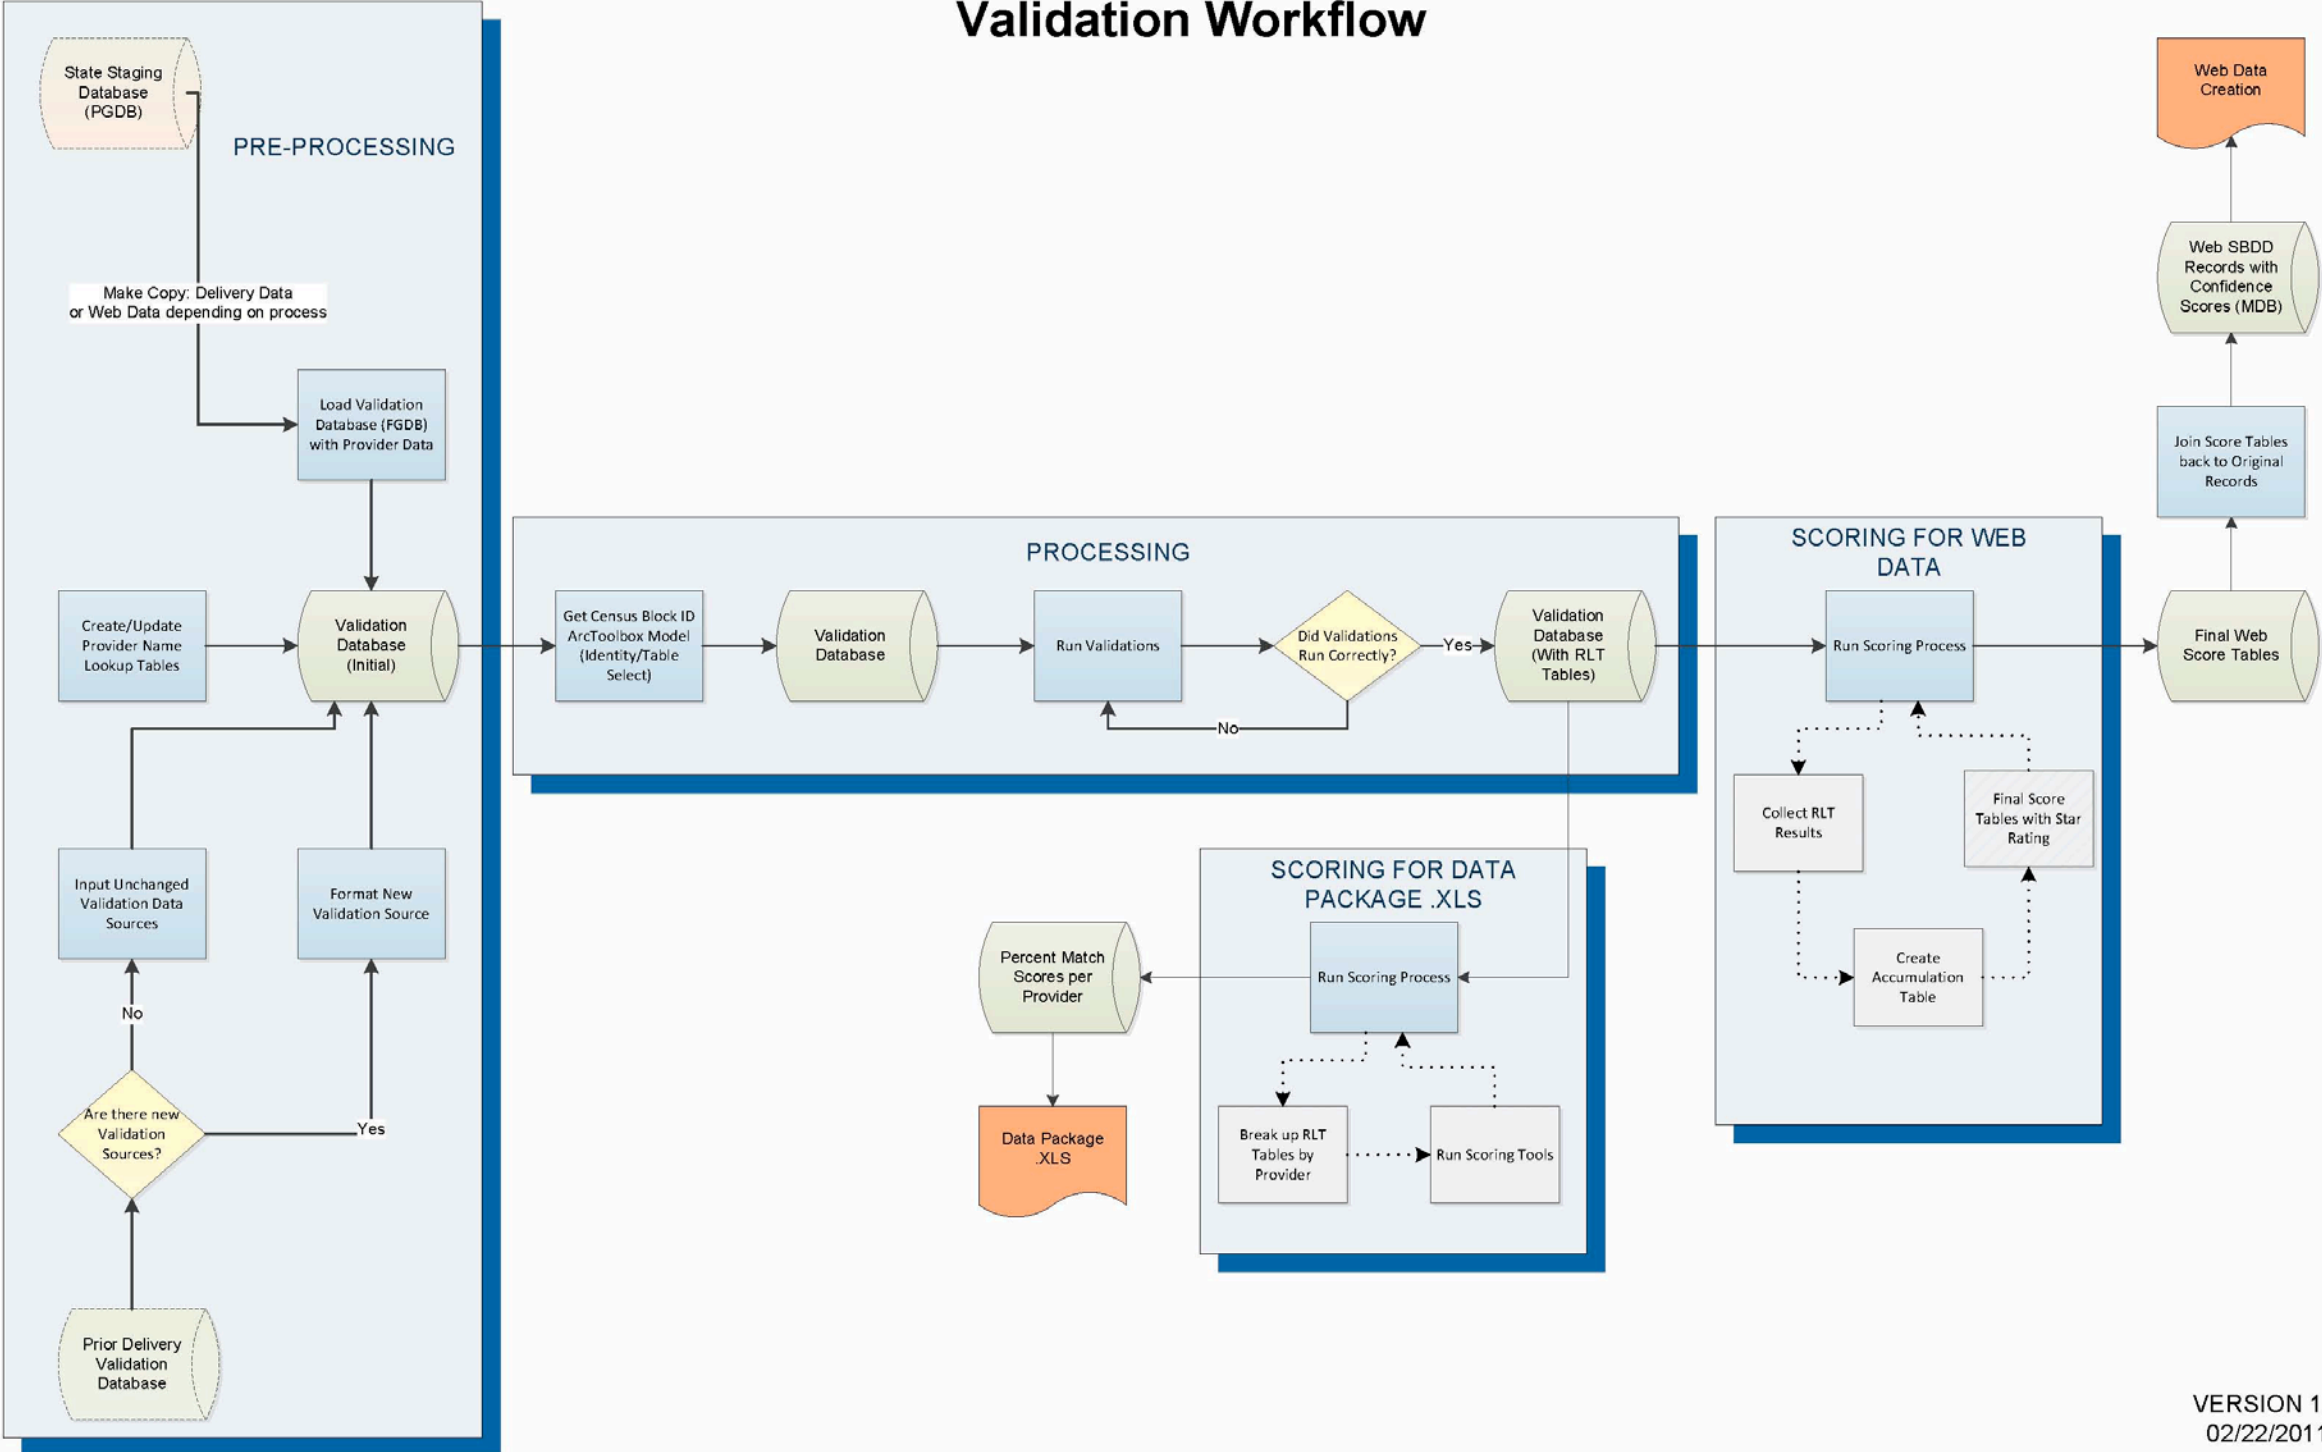 Validation Workflow
State Staging
Database
(PGDB)
PRE-PROCESSING
Make Copy: Delivery Data
or Web Data depending on process
Load Validation
Database (FGDB)
with Provider Data
Create/Update
Provider Name
Lookup Tables
Validation
Database
(Initial)
Input Unchanged
Validation Data
Sources
Format New
Validation Source
No
Are there new
Validation
Sources?
Yes
Prior Delivery
Validation
Database
PROCESSING
Get Census Block ID
ArcToolbox Model
(Identity/Table
Select)
Validation
Database
Run Validations
Did Validations
Run Correctly?
Yes
No
Validation
Database
(With RLT
Tables)
SCORING FOR DATA
PACKAGE .XLS
Run Scoring Process
Percent Match
Scores per
Provider
Data Package
.XLS
Break up RLT
Tables by
Provider
Run Scoring Tools
SCORING FOR WEB
DATA
Run Scoring Process
Collect RLT
Results
Final Score
Tables with Star
Rating
Create
Accumulation
Table
Web Data
Creation
Web SBDD
Records with
Confidence
Scores (MDB)
Join Score Tables
back to Original
Records
Final Web
Score Tables
VERSION 1
02/22/2011